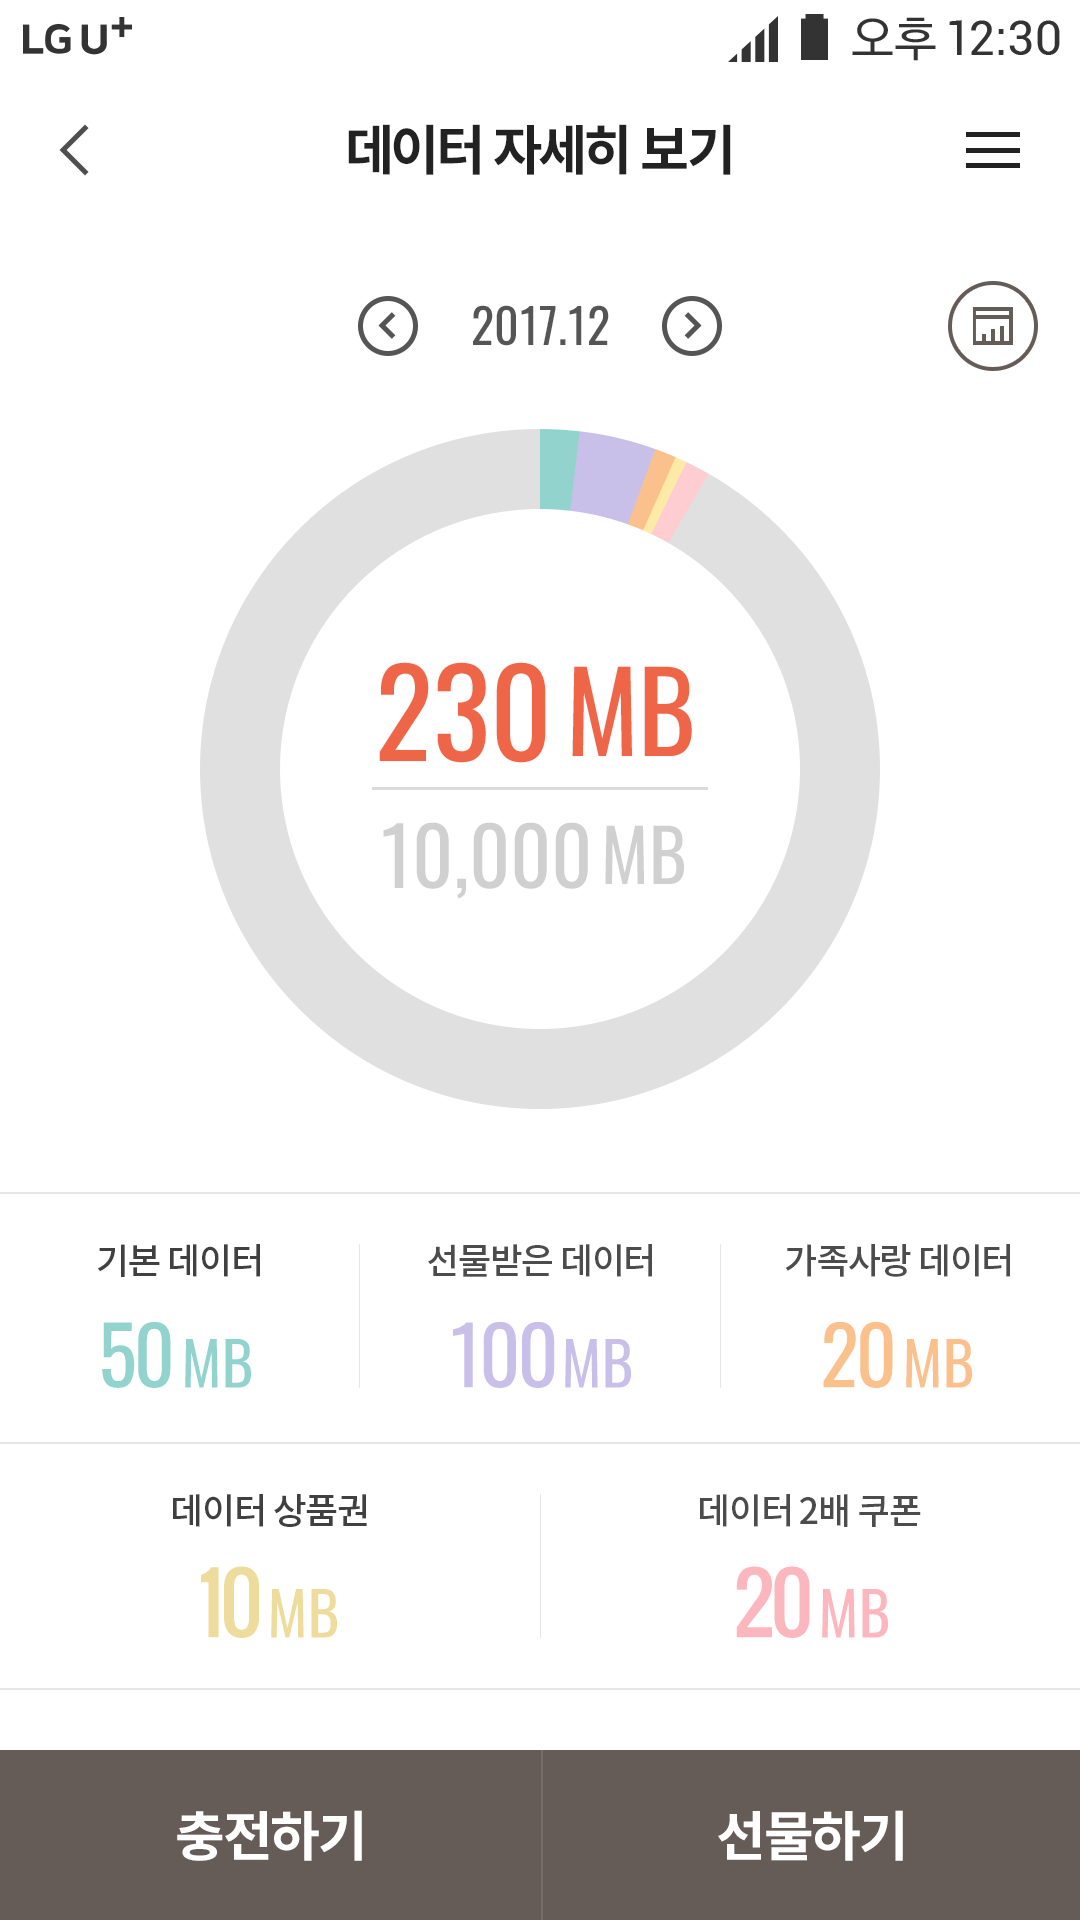 LG U+ 오후 12:30
데이터 자세히 보기
2017.12
230 MB
10,000 MB
기본 데이터 선물받은 데이터 가족사랑 데이터
50 MB 100 MB 20 MB
데이터 상품권 데이터 2배 쿠폰
10 MB 20 MB
충전하기 선물하기